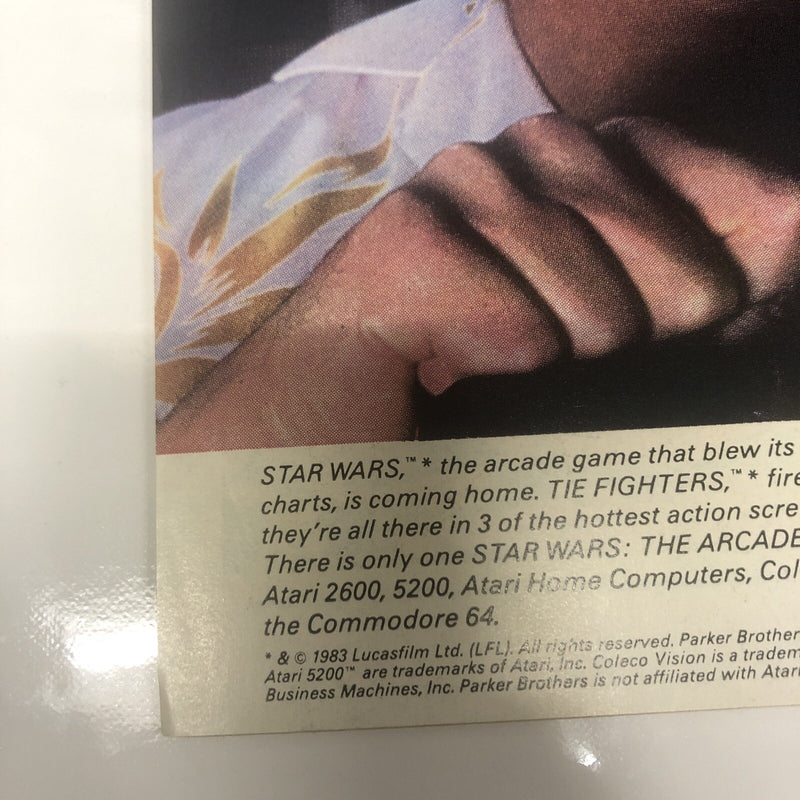 STAR WARS,™* the arcade game that blew its
charts, is coming home. TIE FIGHTERS,™* fire
they're all there in 3 of the hottest action scre
There is only one STAR WARS: THE ARCADE
Atari 2600, 5200, Atari Home Computers, Col
the Commodore 64.
* & © 1983 Lucasfilm Ltd. (LFL). All rights reserved. Parker Brother
Atari 5200™ are trademarks of Atari, Inc. Coleco Vision is a tradem
Business Machines, Inc. Parker Brothers is not affiliated with Atari